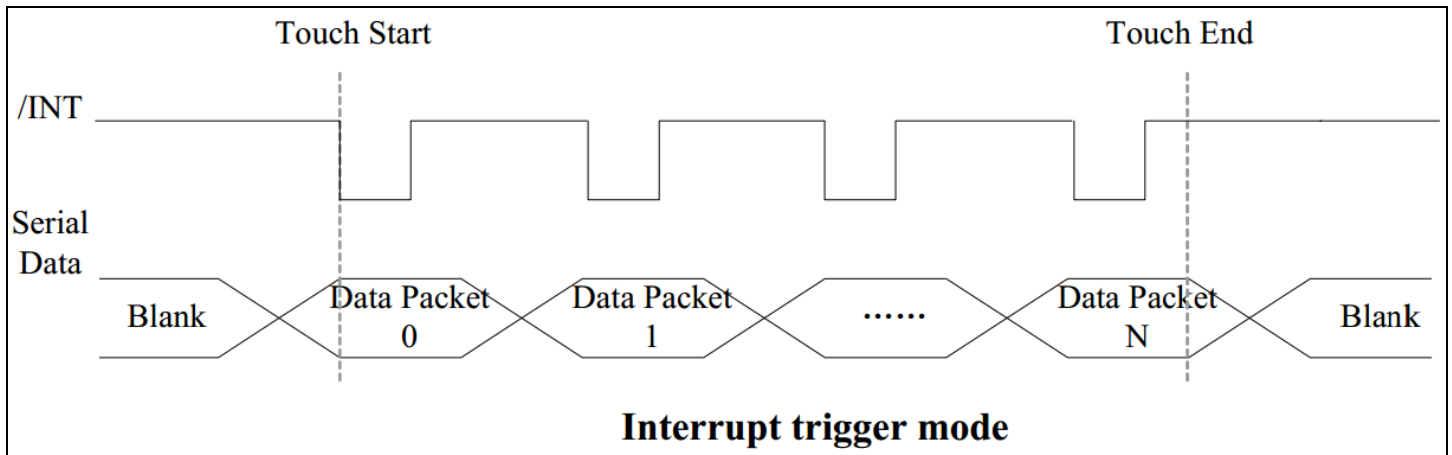 Touch Start
Touch End
/INT
Serial
Data
Blank
Data Packet
0
Data Packet
1
......
Data Packet
N
Blank
Interrupt trigger mode